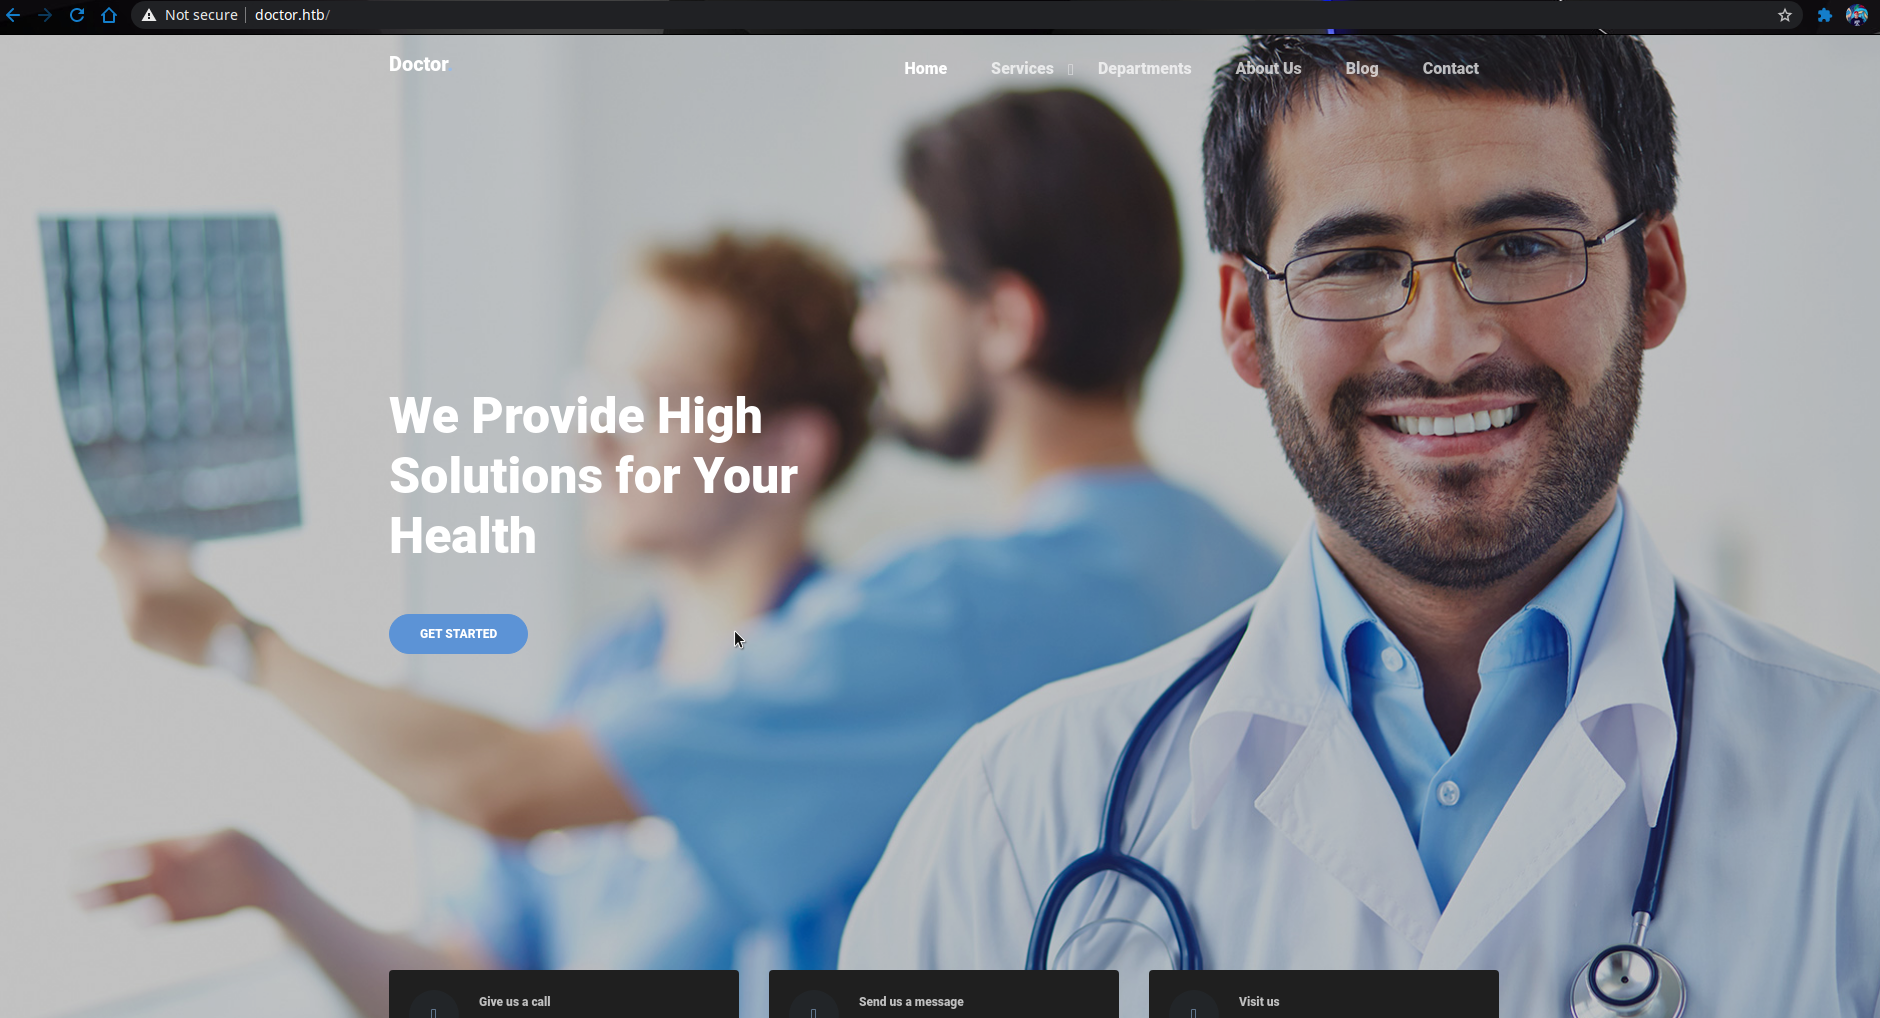 Not secure
doctor.htb/
Doctor
Home
Services
Departments
About Us
Blog
Contact
We Provide High
Solutions for Your
Health
GET STARTED
Give us a call
Send us a message
Visit us